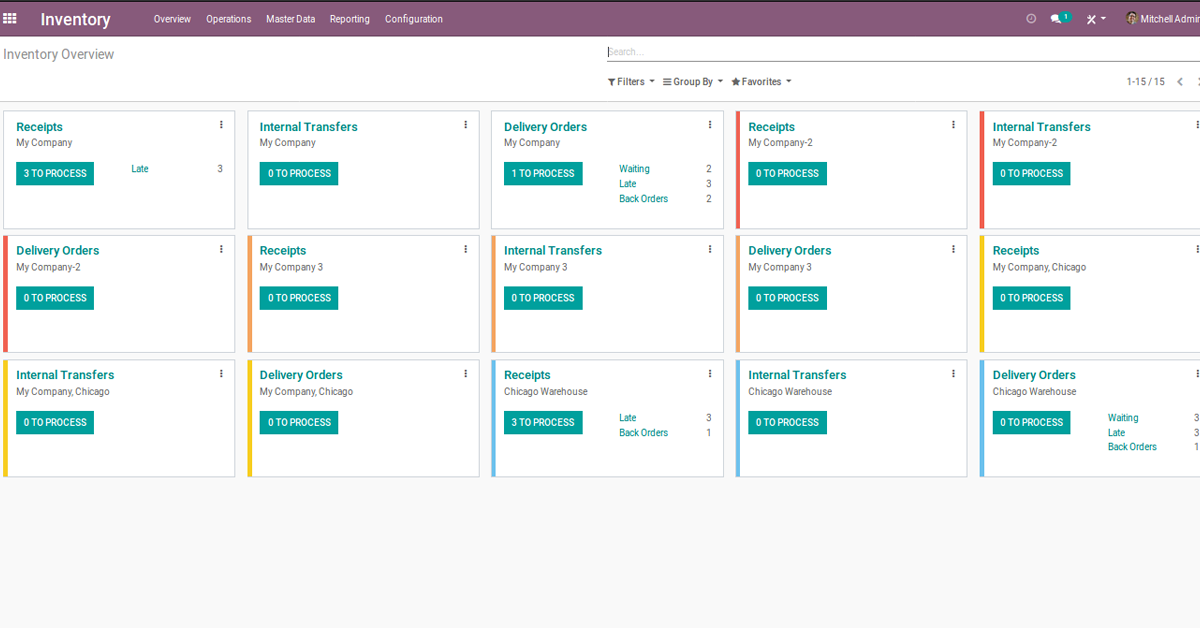 Inventory Overview Operations Master Data Reporting Configuration 1 Mitchell Admin
Inventory Overview Search...
Filters Group By Favorites 1-15 / 15
Receipts
My Company
3 TO PROCESS Late 3
Internal Transfers
My Company
0 TO PROCESS
Delivery Orders
My Company
1 TO PROCESS Waiting 2
Late 3
Back Orders 2
Receipts
My Company-2
0 TO PROCESS
Internal Transfers
My Company-2
0 TO PROCESS
Delivery Orders
My Company-2
0 TO PROCESS
Receipts
My Company 3
0 TO PROCESS
Internal Transfers
My Company 3
0 TO PROCESS
Delivery Orders
My Company 3
0 TO PROCESS
Receipts
My Company, Chicago
0 TO PROCESS
Internal Transfers
My Company, Chicago
0 TO PROCESS
Delivery Orders
My Company, Chicago
0 TO PROCESS
Receipts
Chicago Warehouse
3 TO PROCESS Late 3
Back Orders 1
Internal Transfers
Chicago Warehouse
0 TO PROCESS
Delivery Orders
Chicago Warehouse
0 TO PROCESS Waiting 3
Late 3
Back Orders 1